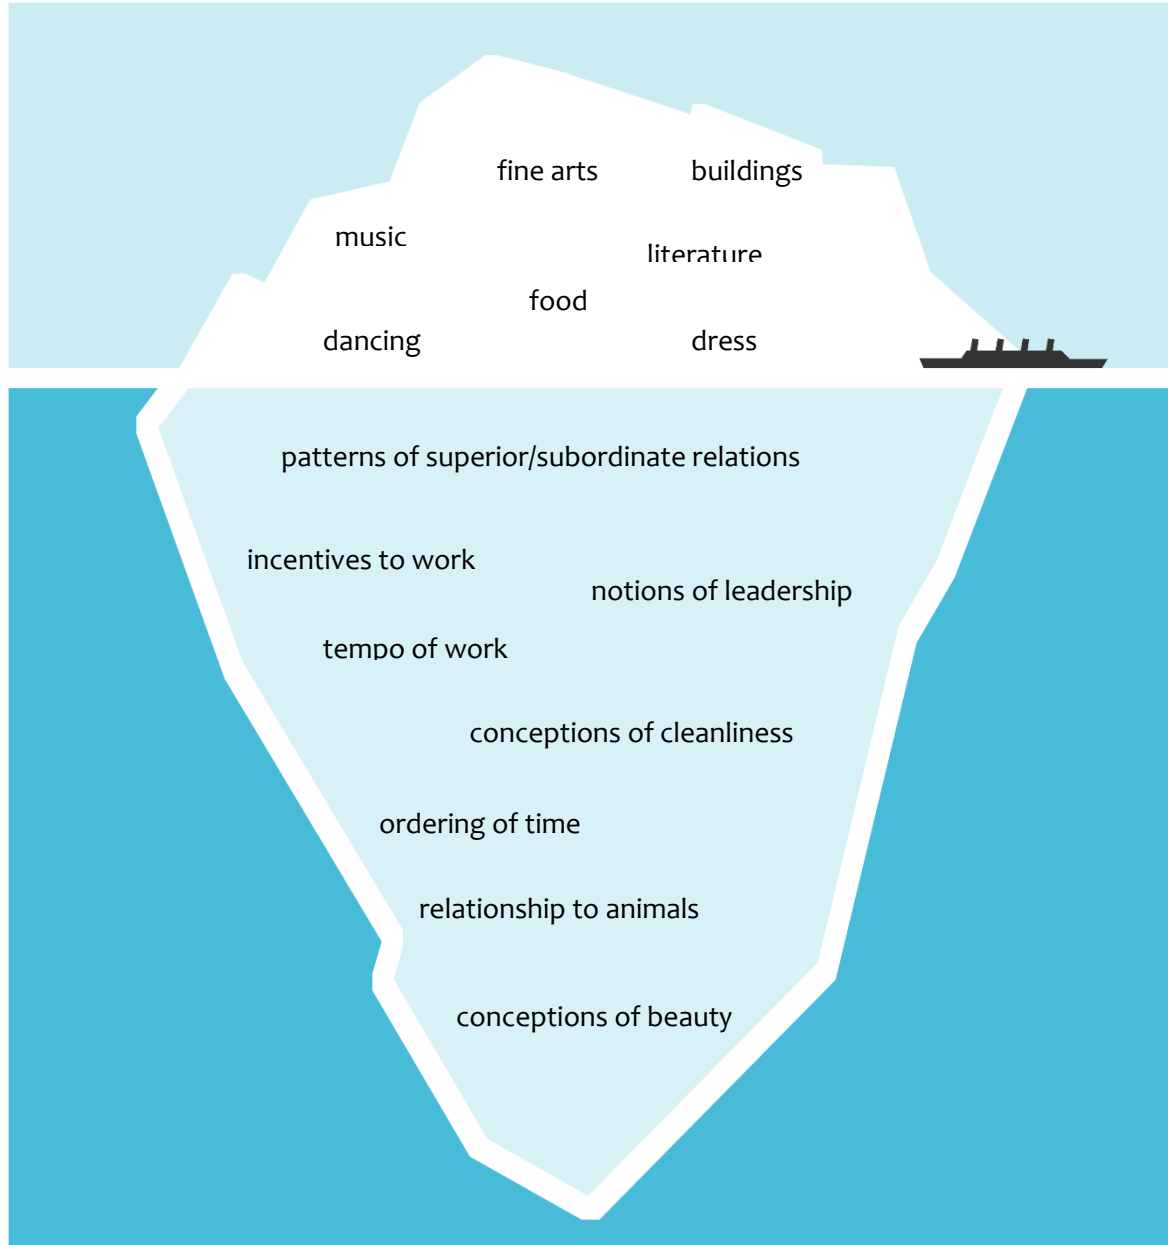 fine arts
buildings
music
literature
food
dancing
dress
patterns of superior/subordinate relations
incentives to work
notions of leadership
tempo of work
conceptions of cleanliness
ordering of time
relationship to animals
conceptions of beauty